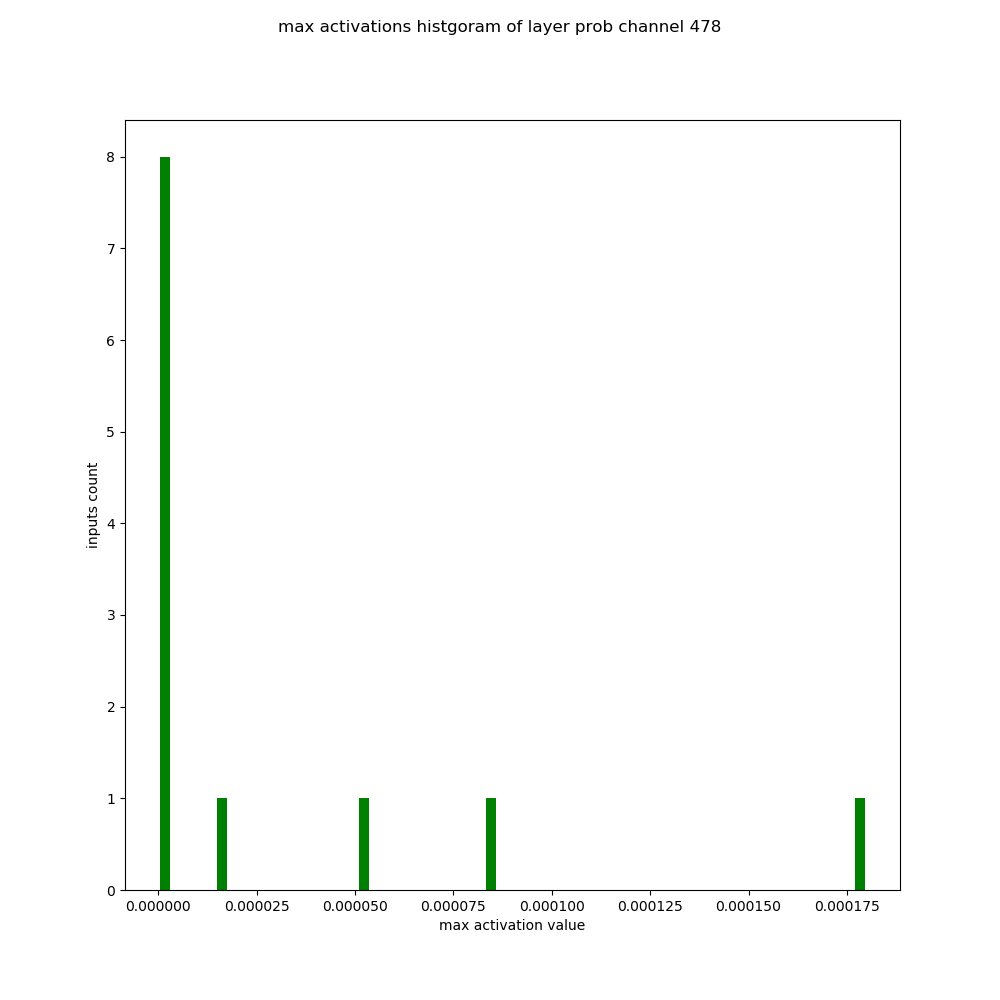 max activations histgoram of layer prob channel 478
8
7
6
5
4
3
2
1
0
inputs count
0.000000 0.000025 0.000050 0.000075 0.000100 0.000125 0.000150 0.000175
max activation value